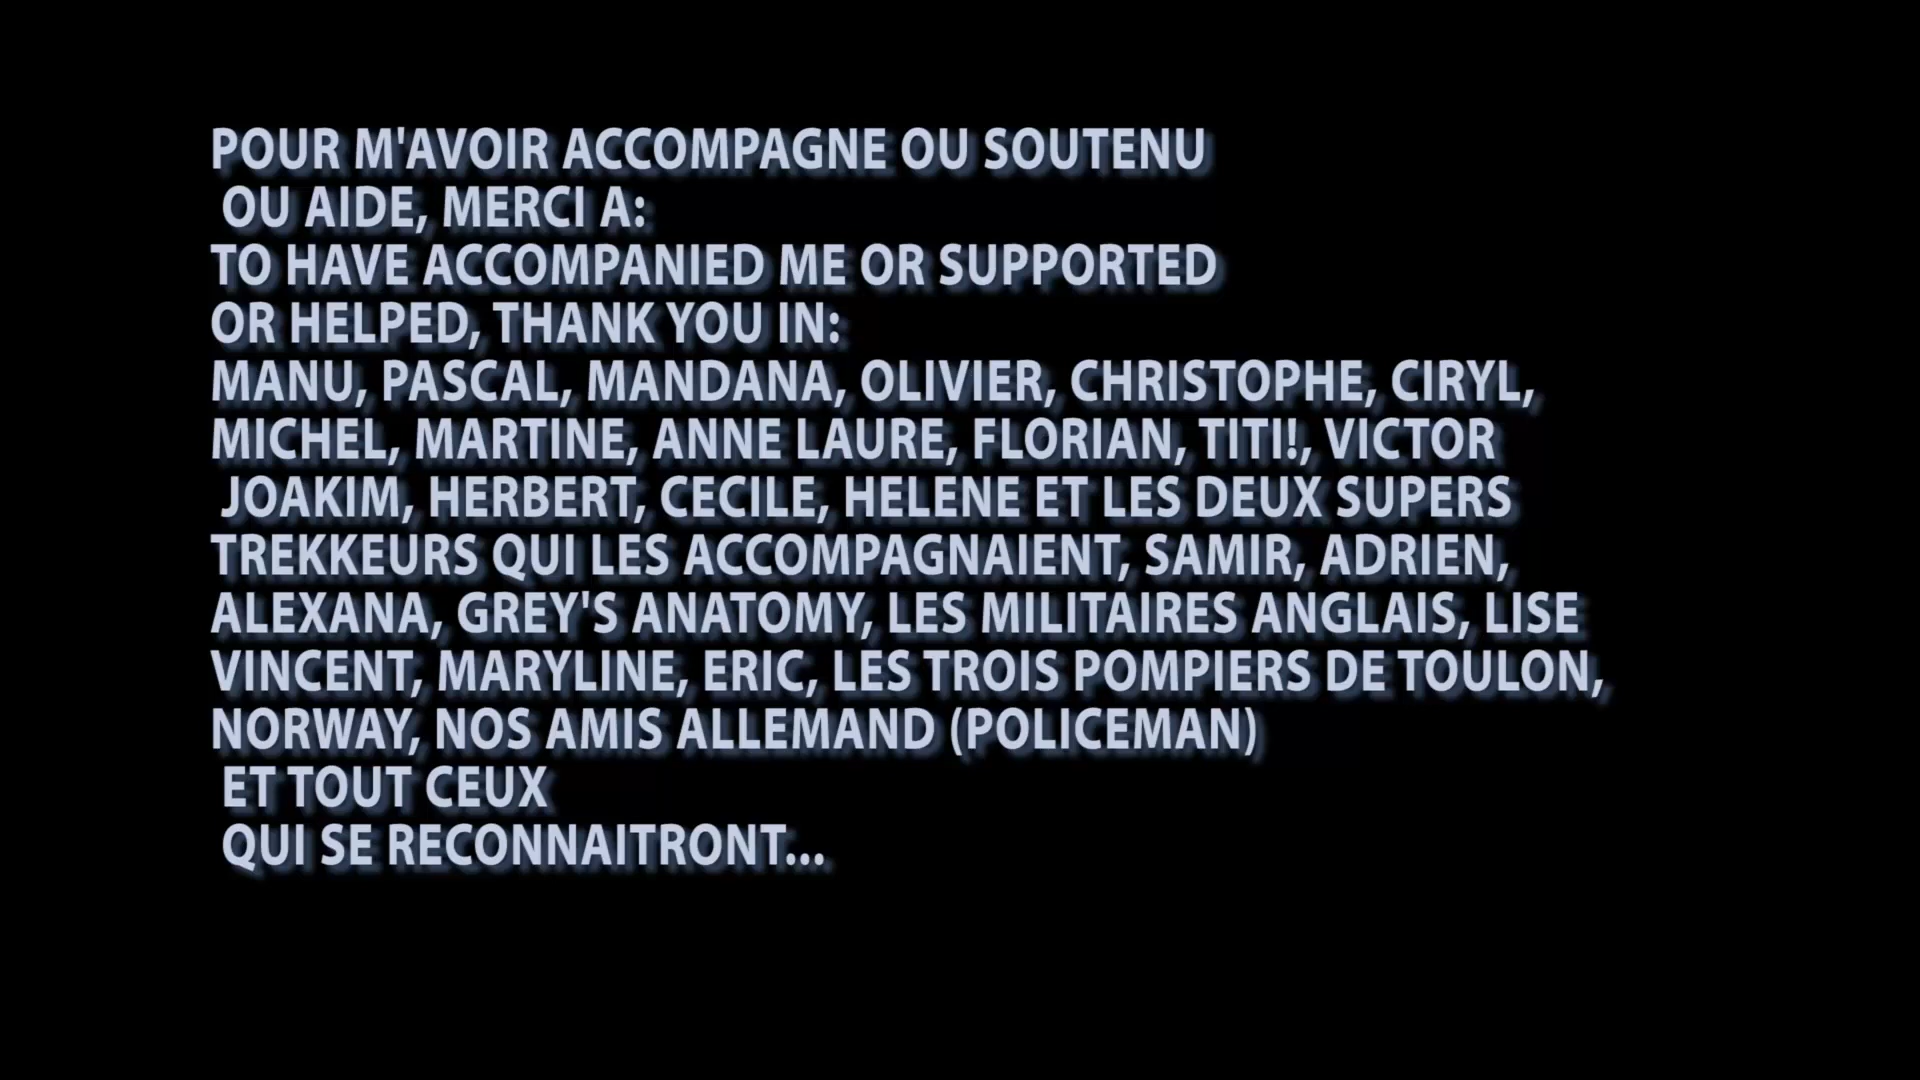 POUR M'AVOIR ACCOMPAGNE OU SOUTENU
OU AIDE, MERCI A:
TO HAVE ACCOMPANIED ME OR SUPPORTED
OR HELPED, THANK YOU IN:
MANU, PASCAL, MANDANA, OLIVIER, CHRISTOPHE, CIRYL,
MICHEL, MARTINE, ANNE LAURE, FLORIAN, TITI!, VICTOR
JOAKIM, HERBERT, CECILE, HELENE ET LES DEUX SUPERS
TREKKEURS QUI LES ACCOMPAGNAIENT, SAMIR, ADRIEN,
ALEXANA, GREY'S ANATOMY, LES MILITAIRES ANGLAIS, LISE
VINCENT, MARYLINE, ERIC, LES TROIS POMPIERS DE TOULON,
NORWAY, NOS AMIS ALLEMAND (POLICEMAN)
ET TOUT CEUX
QUI SE RECONNAITRONT...